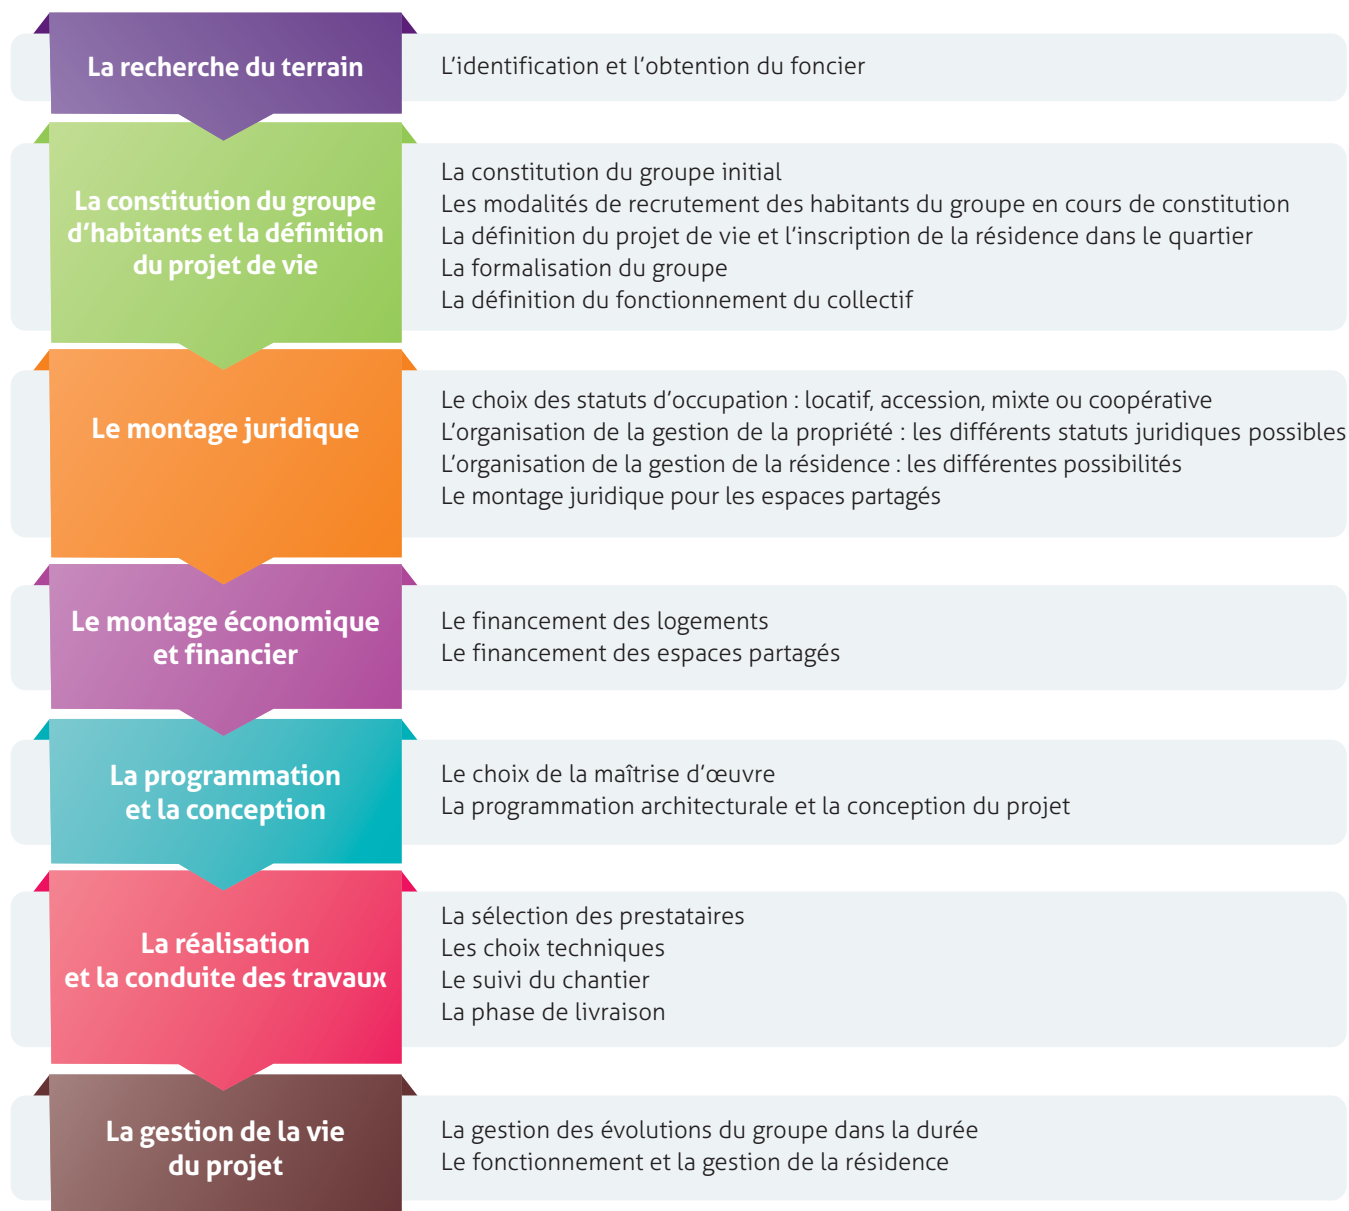 La recherche du terrain
L'identification et l'obtention du foncier
La constitution du groupe
d'habitants et la définition
du projet de vie
La constitution du groupe initial
Les modalités de recrutement des habitants du groupe en cours de constitution
La définition du projet de vie et l'inscription de la résidence dans le quartier
La formalisation du groupe
La définition du fonctionnement du collectif
Le montage juridique
Le choix des statuts d'occupation : locatif, accession, mixte ou coopérative
L'organisation de la gestion de la propriété : les différents statuts juridiques possibles
L'organisation de la gestion de la résidence : les différentes possibilités
Le montage juridique pour les espaces partagés
Le montage économique
et financier
Le financement des logements
Le financement des espaces partagés
La programmation
et la conception
Le choix de la maîtrise d'œuvre
La programmation architecturale et la conception du projet
La réalisation
et la conduite des travaux
La sélection des prestataires
Les choix techniques
Le suivi du chantier
La phase de livraison
La gestion de la vie
du projet
La gestion des évolutions du groupe dans la durée
Le fonctionnement et la gestion de la résidence